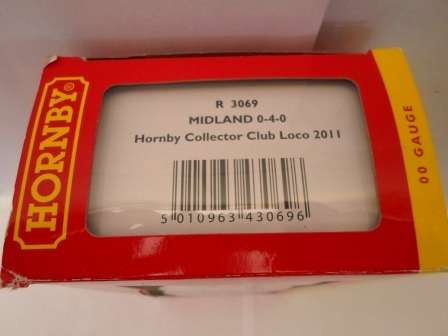 HORNBY®
R 3069
MIDLAND 0-4-0
Hornby Collector Club Loco 2011
5 010963 430696
00 GAUGE